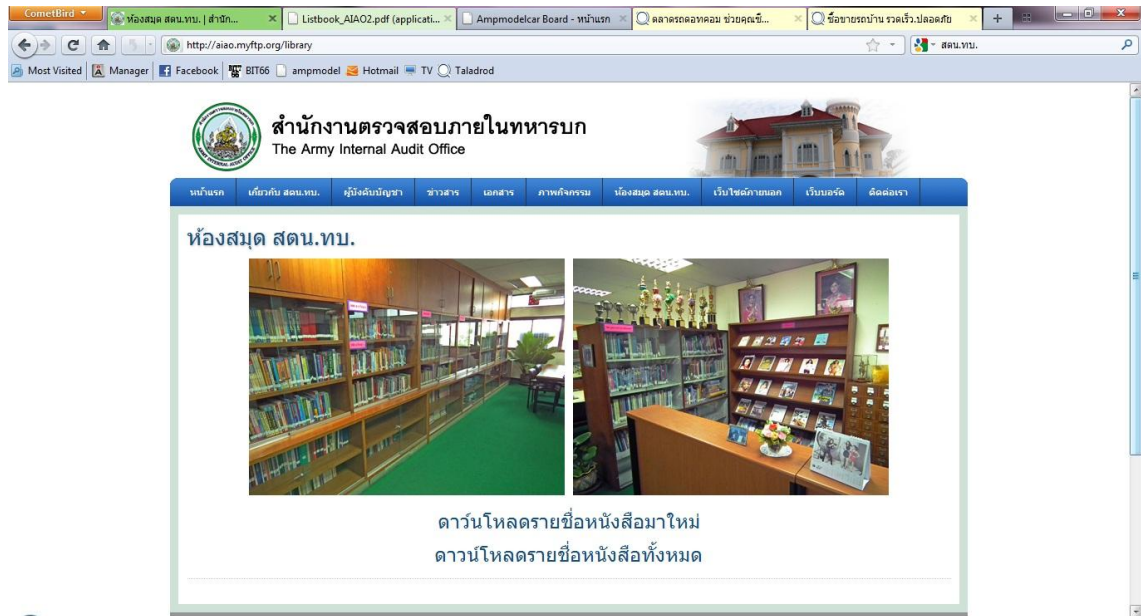 CometBird
ห้องสมุด สตน.ทบ. | สำนัก...
Listbook_AIAO2.pdf (applicati...
Ampmodelcar Board - หน้าแรก
ตลาดรถดอทคอม ช่วยคุณซื้...
ซื้อขายรถบ้าน รวดเร็ว.ปลอดภัย
http://aiao.myftp.org/library
สตน.ทบ.
Most Visited Manager Facebook BIT66 ampmodel Hotmail TV Taladrod
สำนักงานตรวจสอบภายในทหารบก
The Army Internal Audit Office
หน้าแรก เกี่ยวกับ สตน.ทบ. ผู้บังคับบัญชา ข่าวสาร เอกสาร ภาพกิจกรรม ห้องสมุด สตน.ทบ. เว็บไซต์ภายนอก เว็บบอร์ด ติดต่อเรา
ห้องสมุด สตน.ทบ.
ดาว์นโหลดรายชื่อหนังสือมาใหม่
ดาวน์โหลดรายชื่อหนังสือทั้งหมด